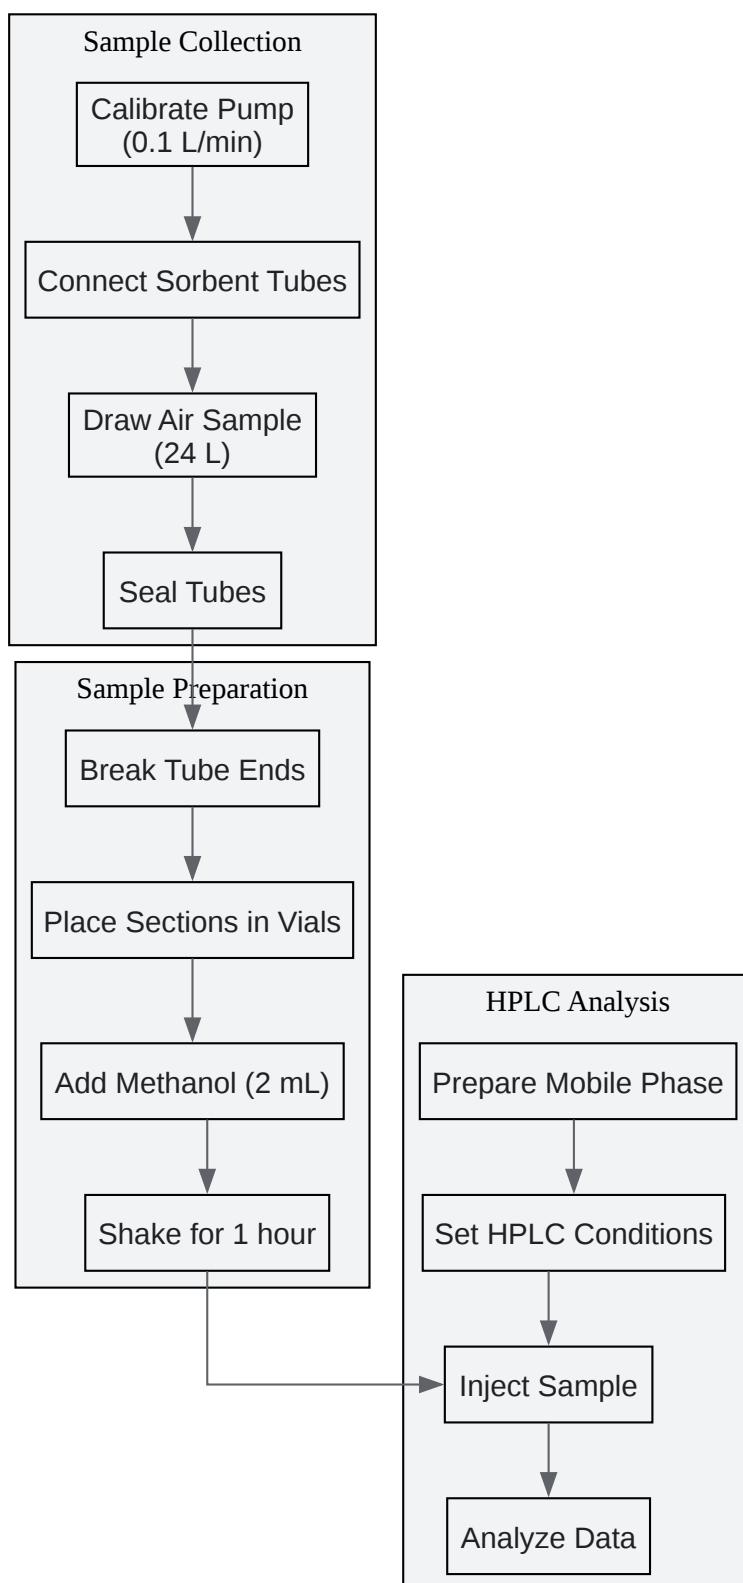 Sample Collection
Calibrate Pump
(0.1 L/min)
Connect Sorbent Tubes
Draw Air Sample
(24 L)
Seal Tubes
Sample Preparation
Break Tube Ends
Place Sections in Vials
Add Methanol (2 mL)
Shake for 1 hour
HPLC Analysis
Prepare Mobile Phase
Set HPLC Conditions
Inject Sample
Analyze Data